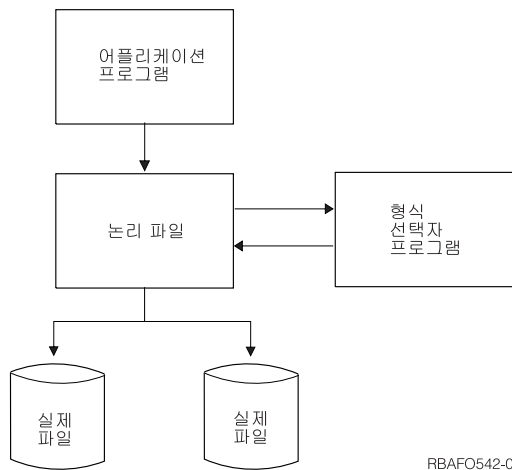 어플리케이션
프로그램
논리 파일
형식
선택자
프로그램
실제
파일
실제
파일
RBAFO542-0